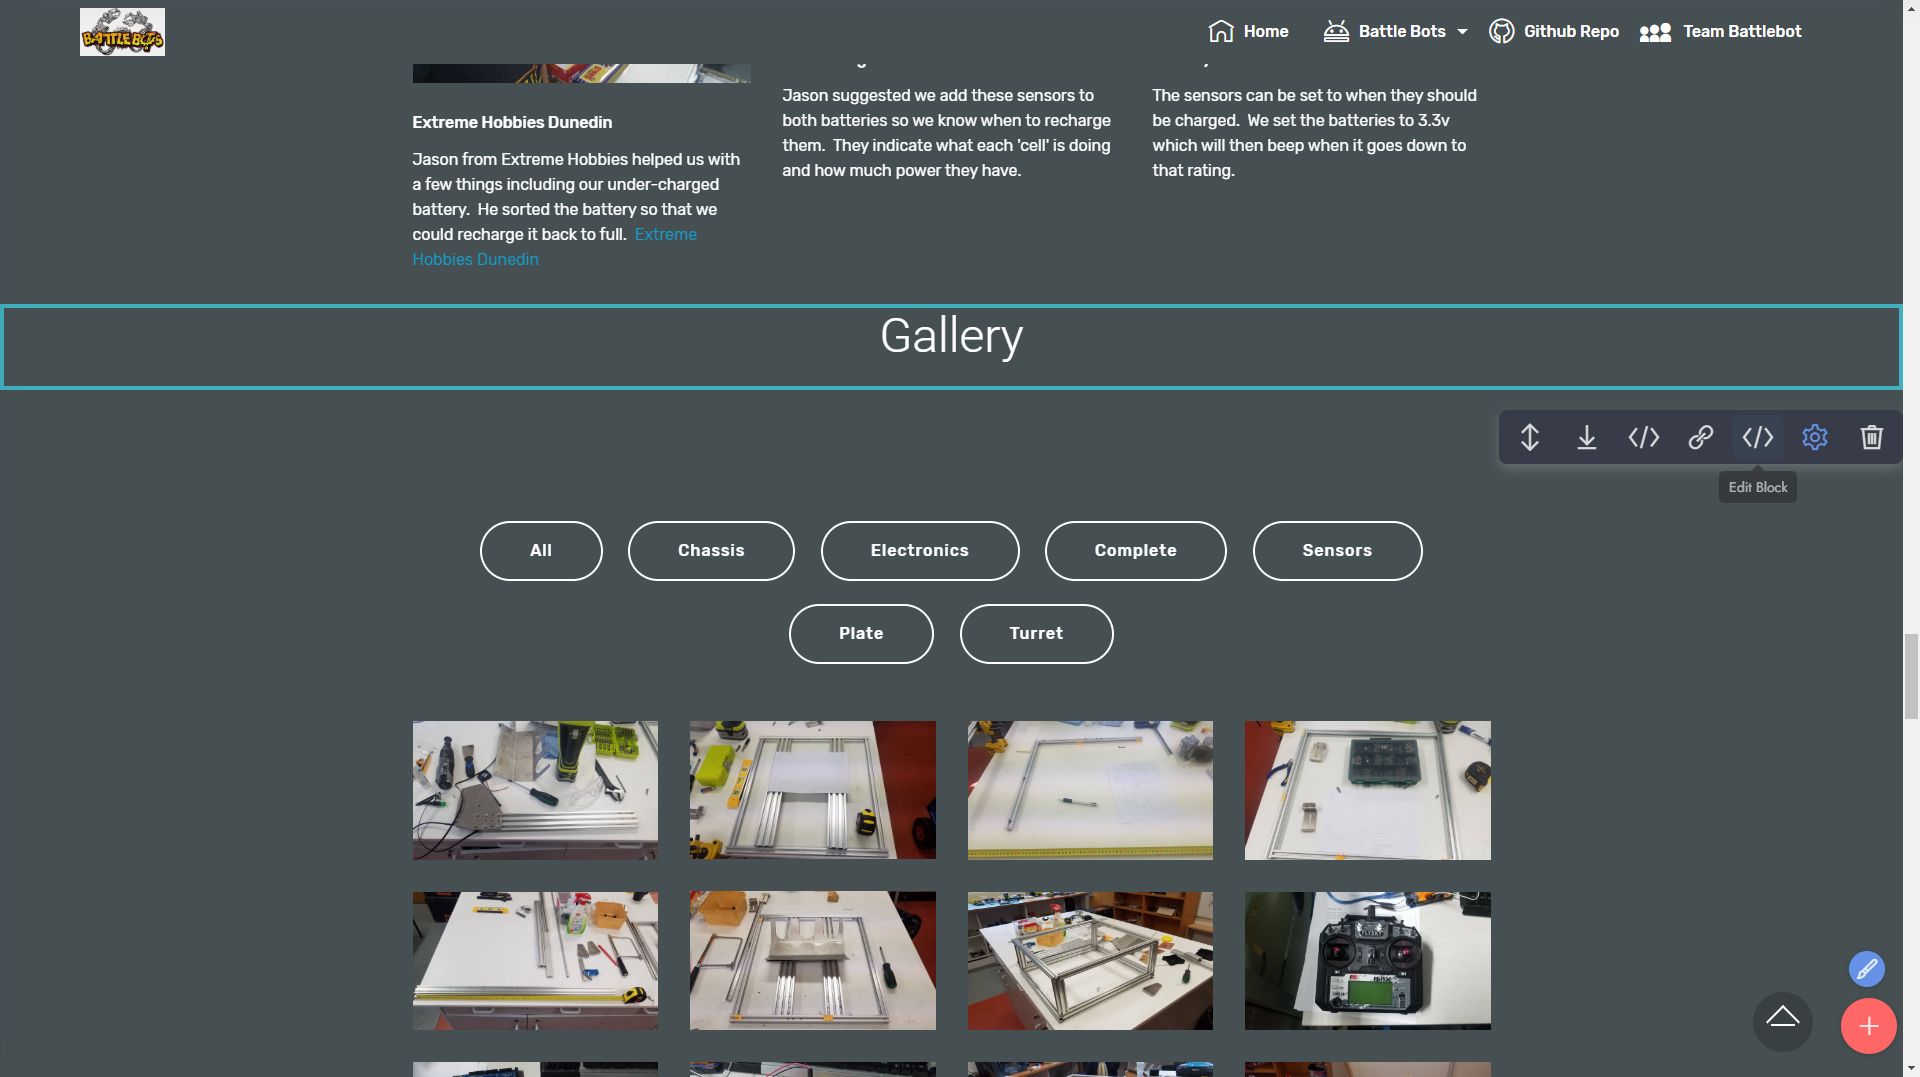 BATTLE BOTS
Home
Battle Bots
Github Repo
Team Battlebot
Extreme Hobbies Dunedin
Jason from Extreme Hobbies helped us with
a few things including our under-charged
battery.  He sorted the battery so that we
could recharge it back to full.  Extreme
Hobbies Dunedin
Jason suggested we add these sensors to
both batteries so we know when to recharge
them.  They indicate what each 'cell' is doing
and how much power they have.
The sensors can be set to when they should
be charged.  We set the batteries to 3.3v
which will then beep when it goes down to
that rating.
Gallery
Edit Block
All
Chassis
Electronics
Complete
Sensors
Plate
Turret
FLYSKY